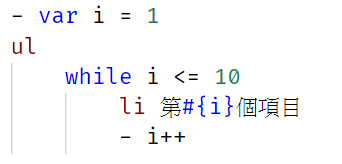 - var i = 1
ul
    while i <= 10
        li 第#{i}個項目
        - i++